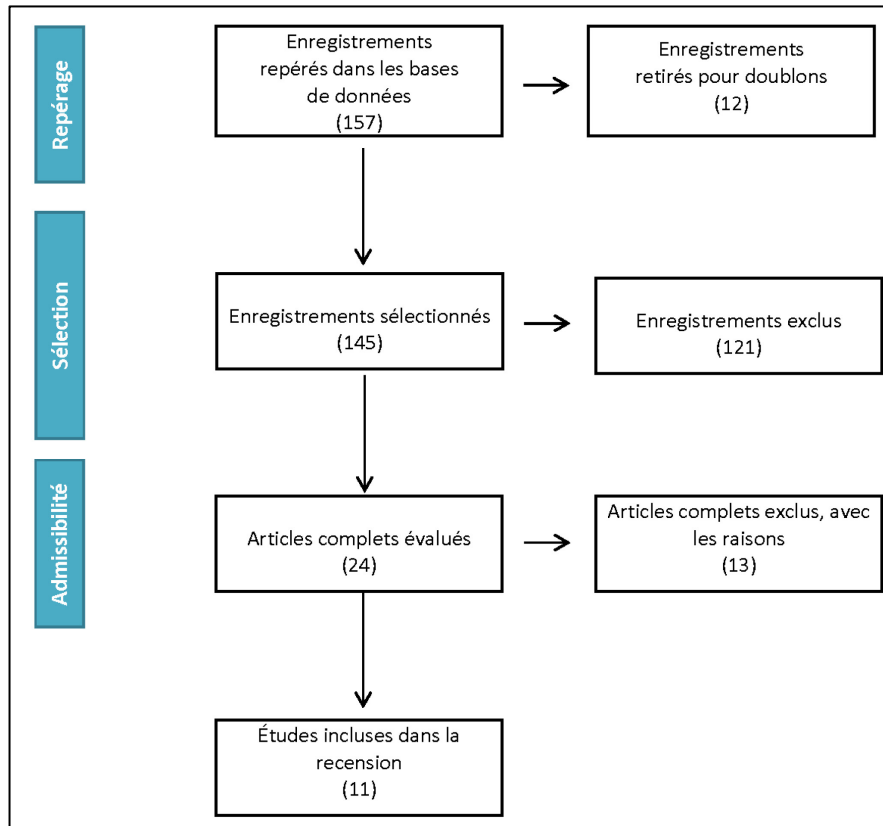 Repérage
Enregistrements
repérés dans les bases
de données
(157)
Enregistrements
retirés pour doublons
(12)
Sélection
Enregistrements sélectionnés
(145)
Enregistrements exclus
(121)
Admissibilité
Articles complets évalués
(24)
Articles complets exclus, avec
les raisons
(13)
Études incluses dans la
recension
(11)